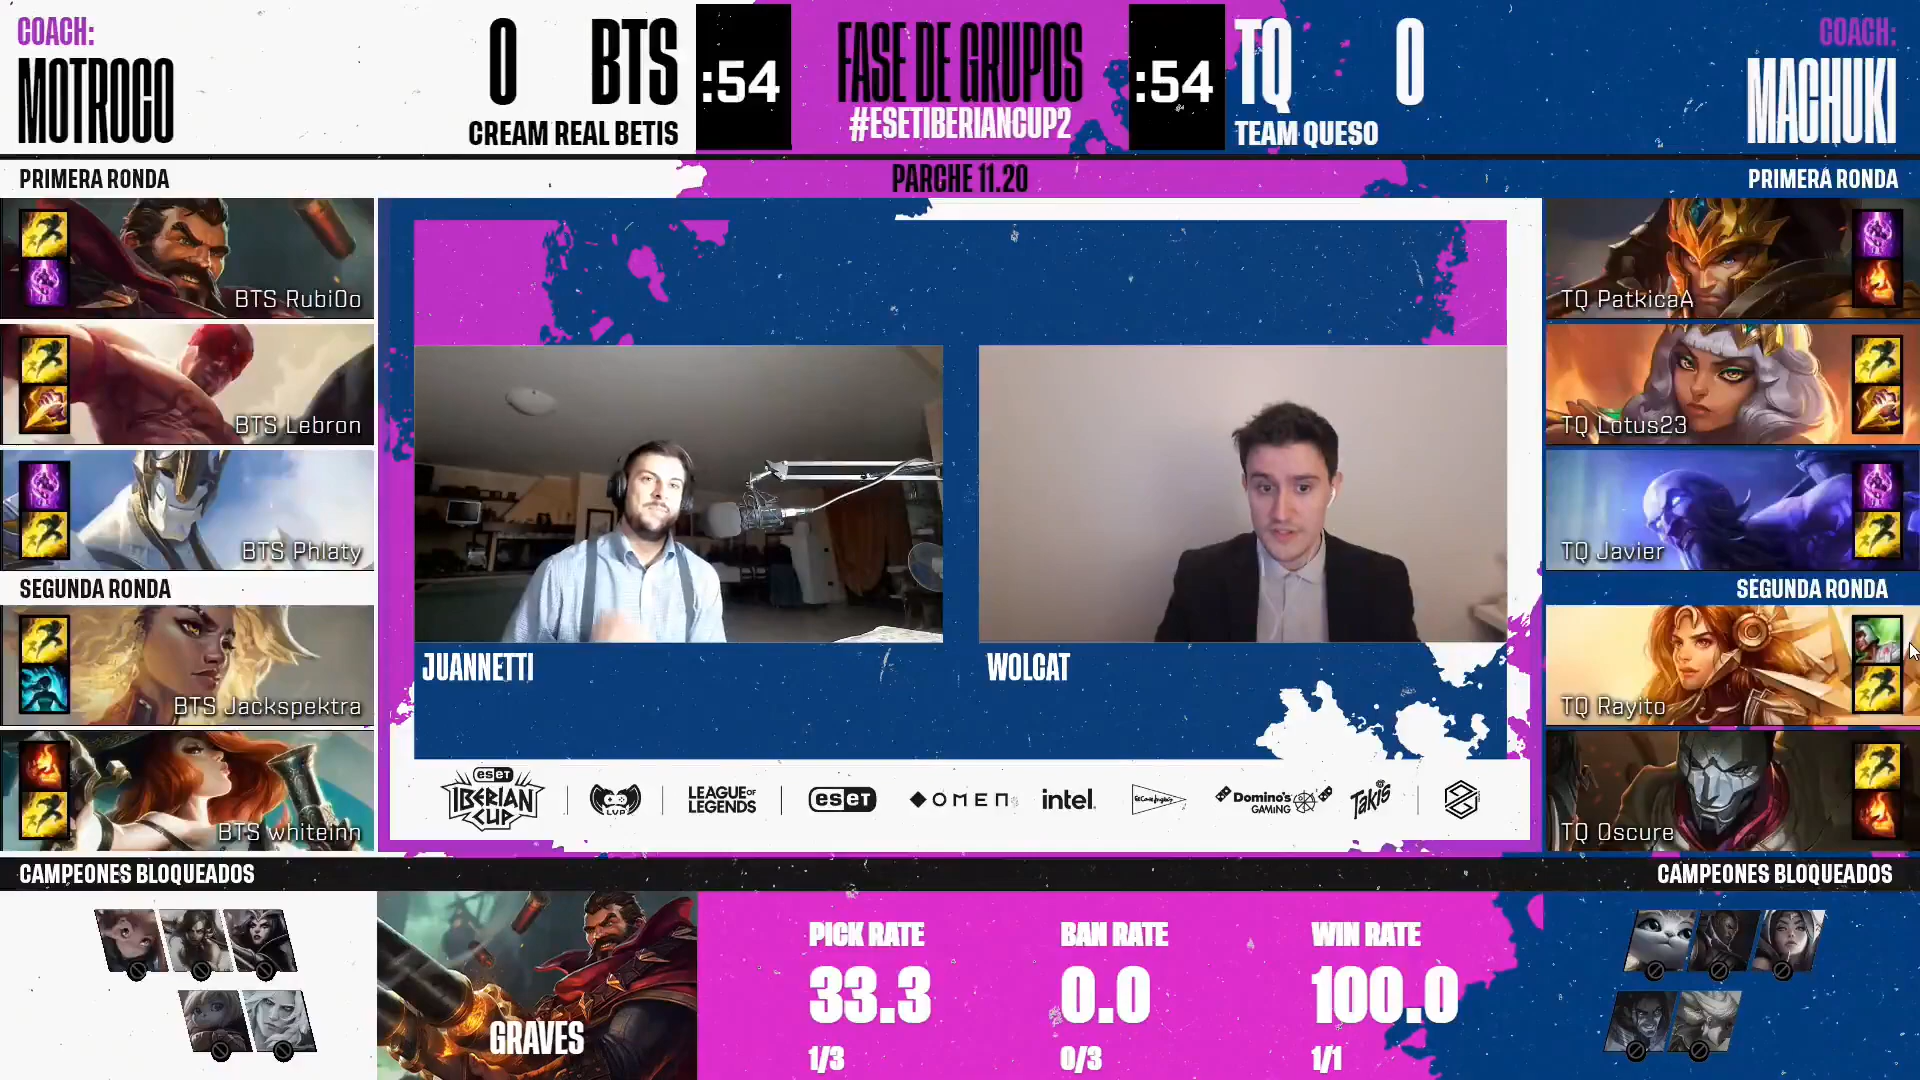 COACH:
MOTROCO
0 BTS
CREAM REAL BETIS
:54
FASE DE GRUPOS
#ESETIBERIANCUP2
:54
TQ 0
TEAM QUESO
COACH:
MACHUKI
PRIMERA RONDA
PARCHE 11.20
PRIMERA RONDA
BTS Rubi0o
BTS Lebron
BTS Phlaty
SEGUNDA RONDA
BTS Jackspektra
BTS whiteinn
TQ PatkicaA
TQ Lotus23
TQ Javier
SEGUNDA RONDA
TQ Rayito
TQ Oscure
JUANNETTI
WOLCAT
eset IBERIAN CUP
LVP
LEAGUE OF LEGENDS
eset
OMEN
intel.
El Corte Inglés
Domino's GAMING
TAKIS
CAMPEONES BLOQUEADOS
CAMPEONES BLOQUEADOS
GRAVES
PICK RATE
33.3
1/3
BAN RATE
0.0
0/3
WIN RATE
100.0
1/1